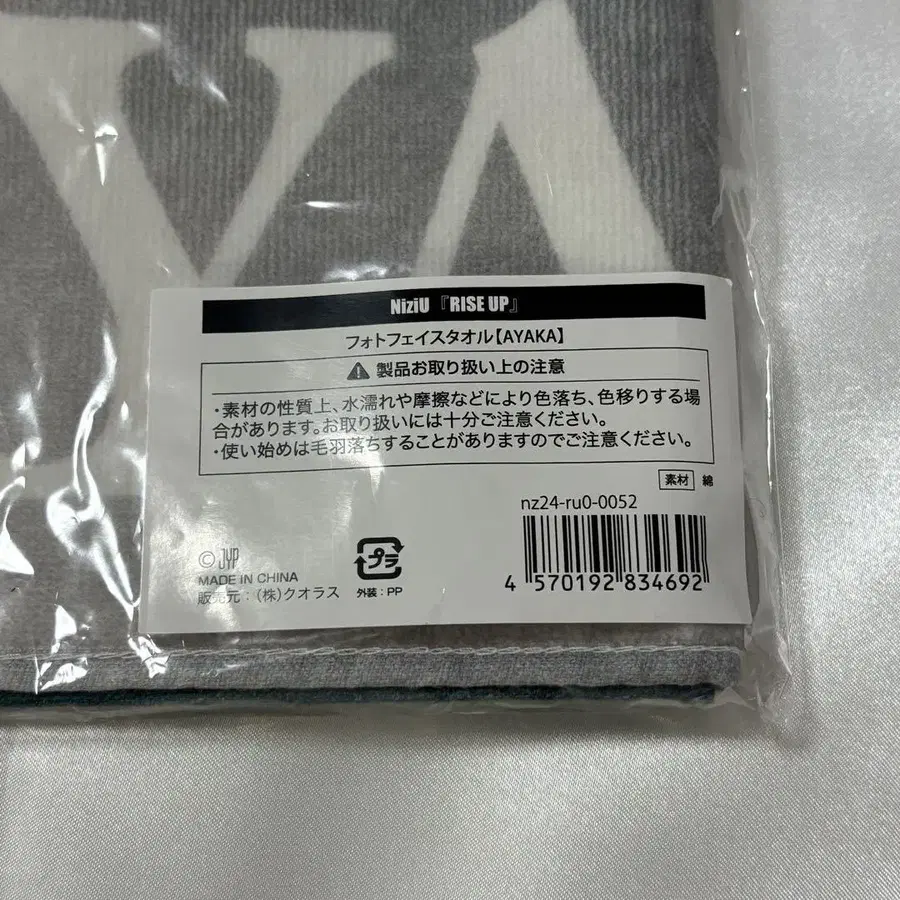 YA
NiziU『RISE UP』
フォトフェイスタオル【AYAKA】
製品お取り扱い上の注意
・素材の性質上、水濡れや摩擦などにより色落ち、色移りする場
合があります。お取り扱いには十分ご注意ください。
・使い始めは毛羽落ちすることがありますのでご注意ください。
素材 綿
nz24-ru0-0052
4 570192 834692
© JYP
MADE IN CHINA
販売元：(株)クオラス
プラ
外装：PP